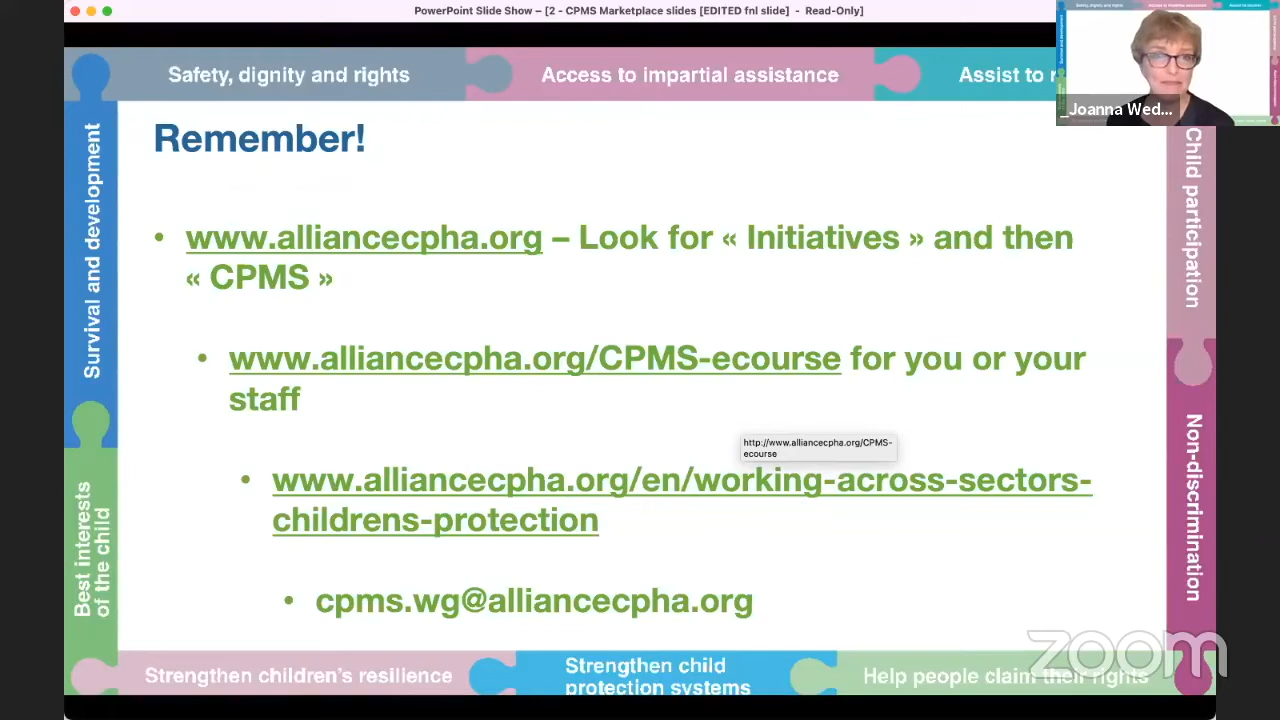 PowerPoint Slide Show – [2 - CPMS Marketplace slides [EDITED fnl slide] - Read-Only]
Safety, dignity and rights
Access to impartial assistance
Assist to
_Joanna Wed...
Survival and development
Best interests
of the child
Remember!
• www.alliancecpha.org – Look for « Initiatives » and then
« CPMS »
• www.alliancecpha.org/CPMS-ecourse for you or your
staff
http://www.alliancecpha.org/CPMS-
ecourse
• www.alliancecpha.org/en/working-across-sectors-
childrens-protection
• cpms.wg@alliancecpha.org
Child participation
Non-discrimination
Strengthen children's resilience
Strengthen child
protection systems
Help people claim their rights
zoom